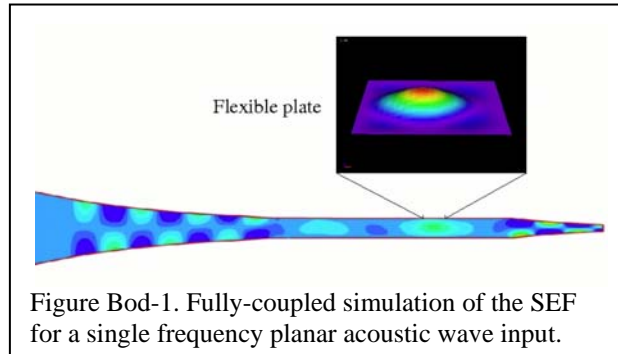 Flexible plate
Figure Bod-1. Fully-coupled simulation of the SEF
for a single frequency planar acoustic wave input.